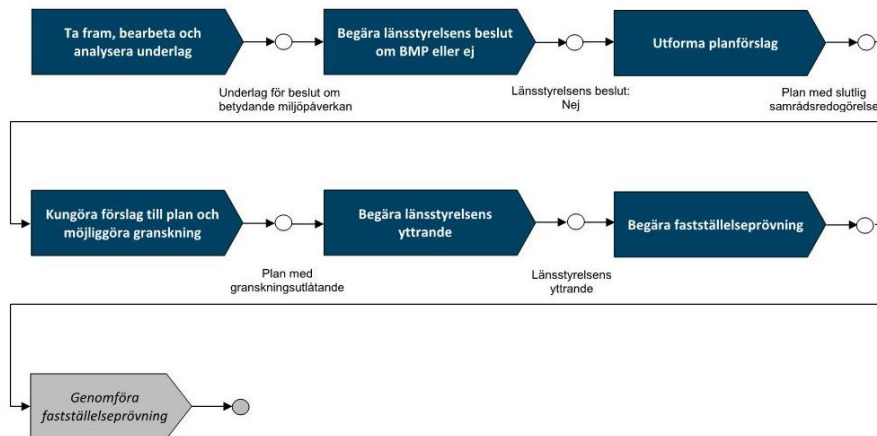 Ta fram, bearbeta och
analysera underlag
Begära länsstyrelsens beslut
om BMP eller ej
Utforma planförslag
Underlag för beslut om
betydande miljöpåverkan
Länsstyrelsens beslut:
Nej
Plan med slutlig
samrådsredogörelse
Kungöra förslag till plan och
möjliggöra granskning
Begära länsstyrelsens
yttrande
Begära fastställelseprövning
Plan med
granskningsutlåtande
Länsstyrelsens
yttrande
Genomföra
fastställelseprövning